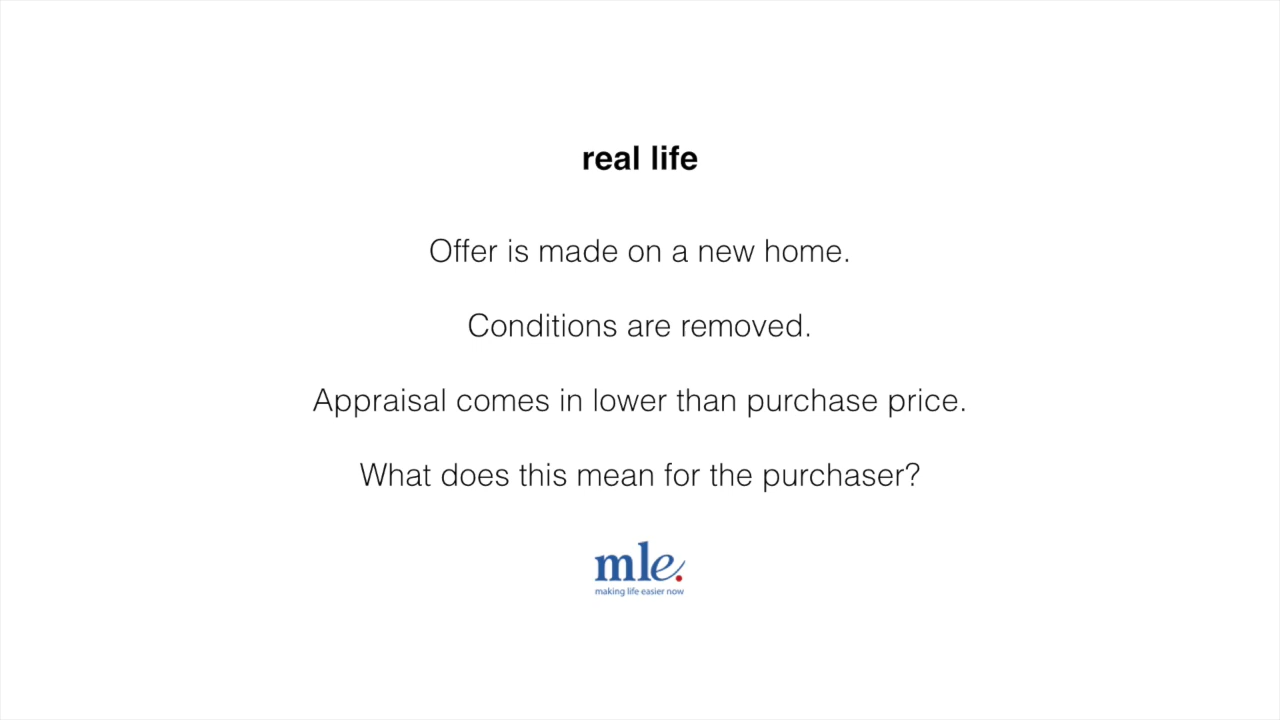 real life
Offer is made on a new home.
Conditions are removed.
Appraisal comes in lower than purchase price.
What does this mean for the purchaser?
mle.
making life easier now